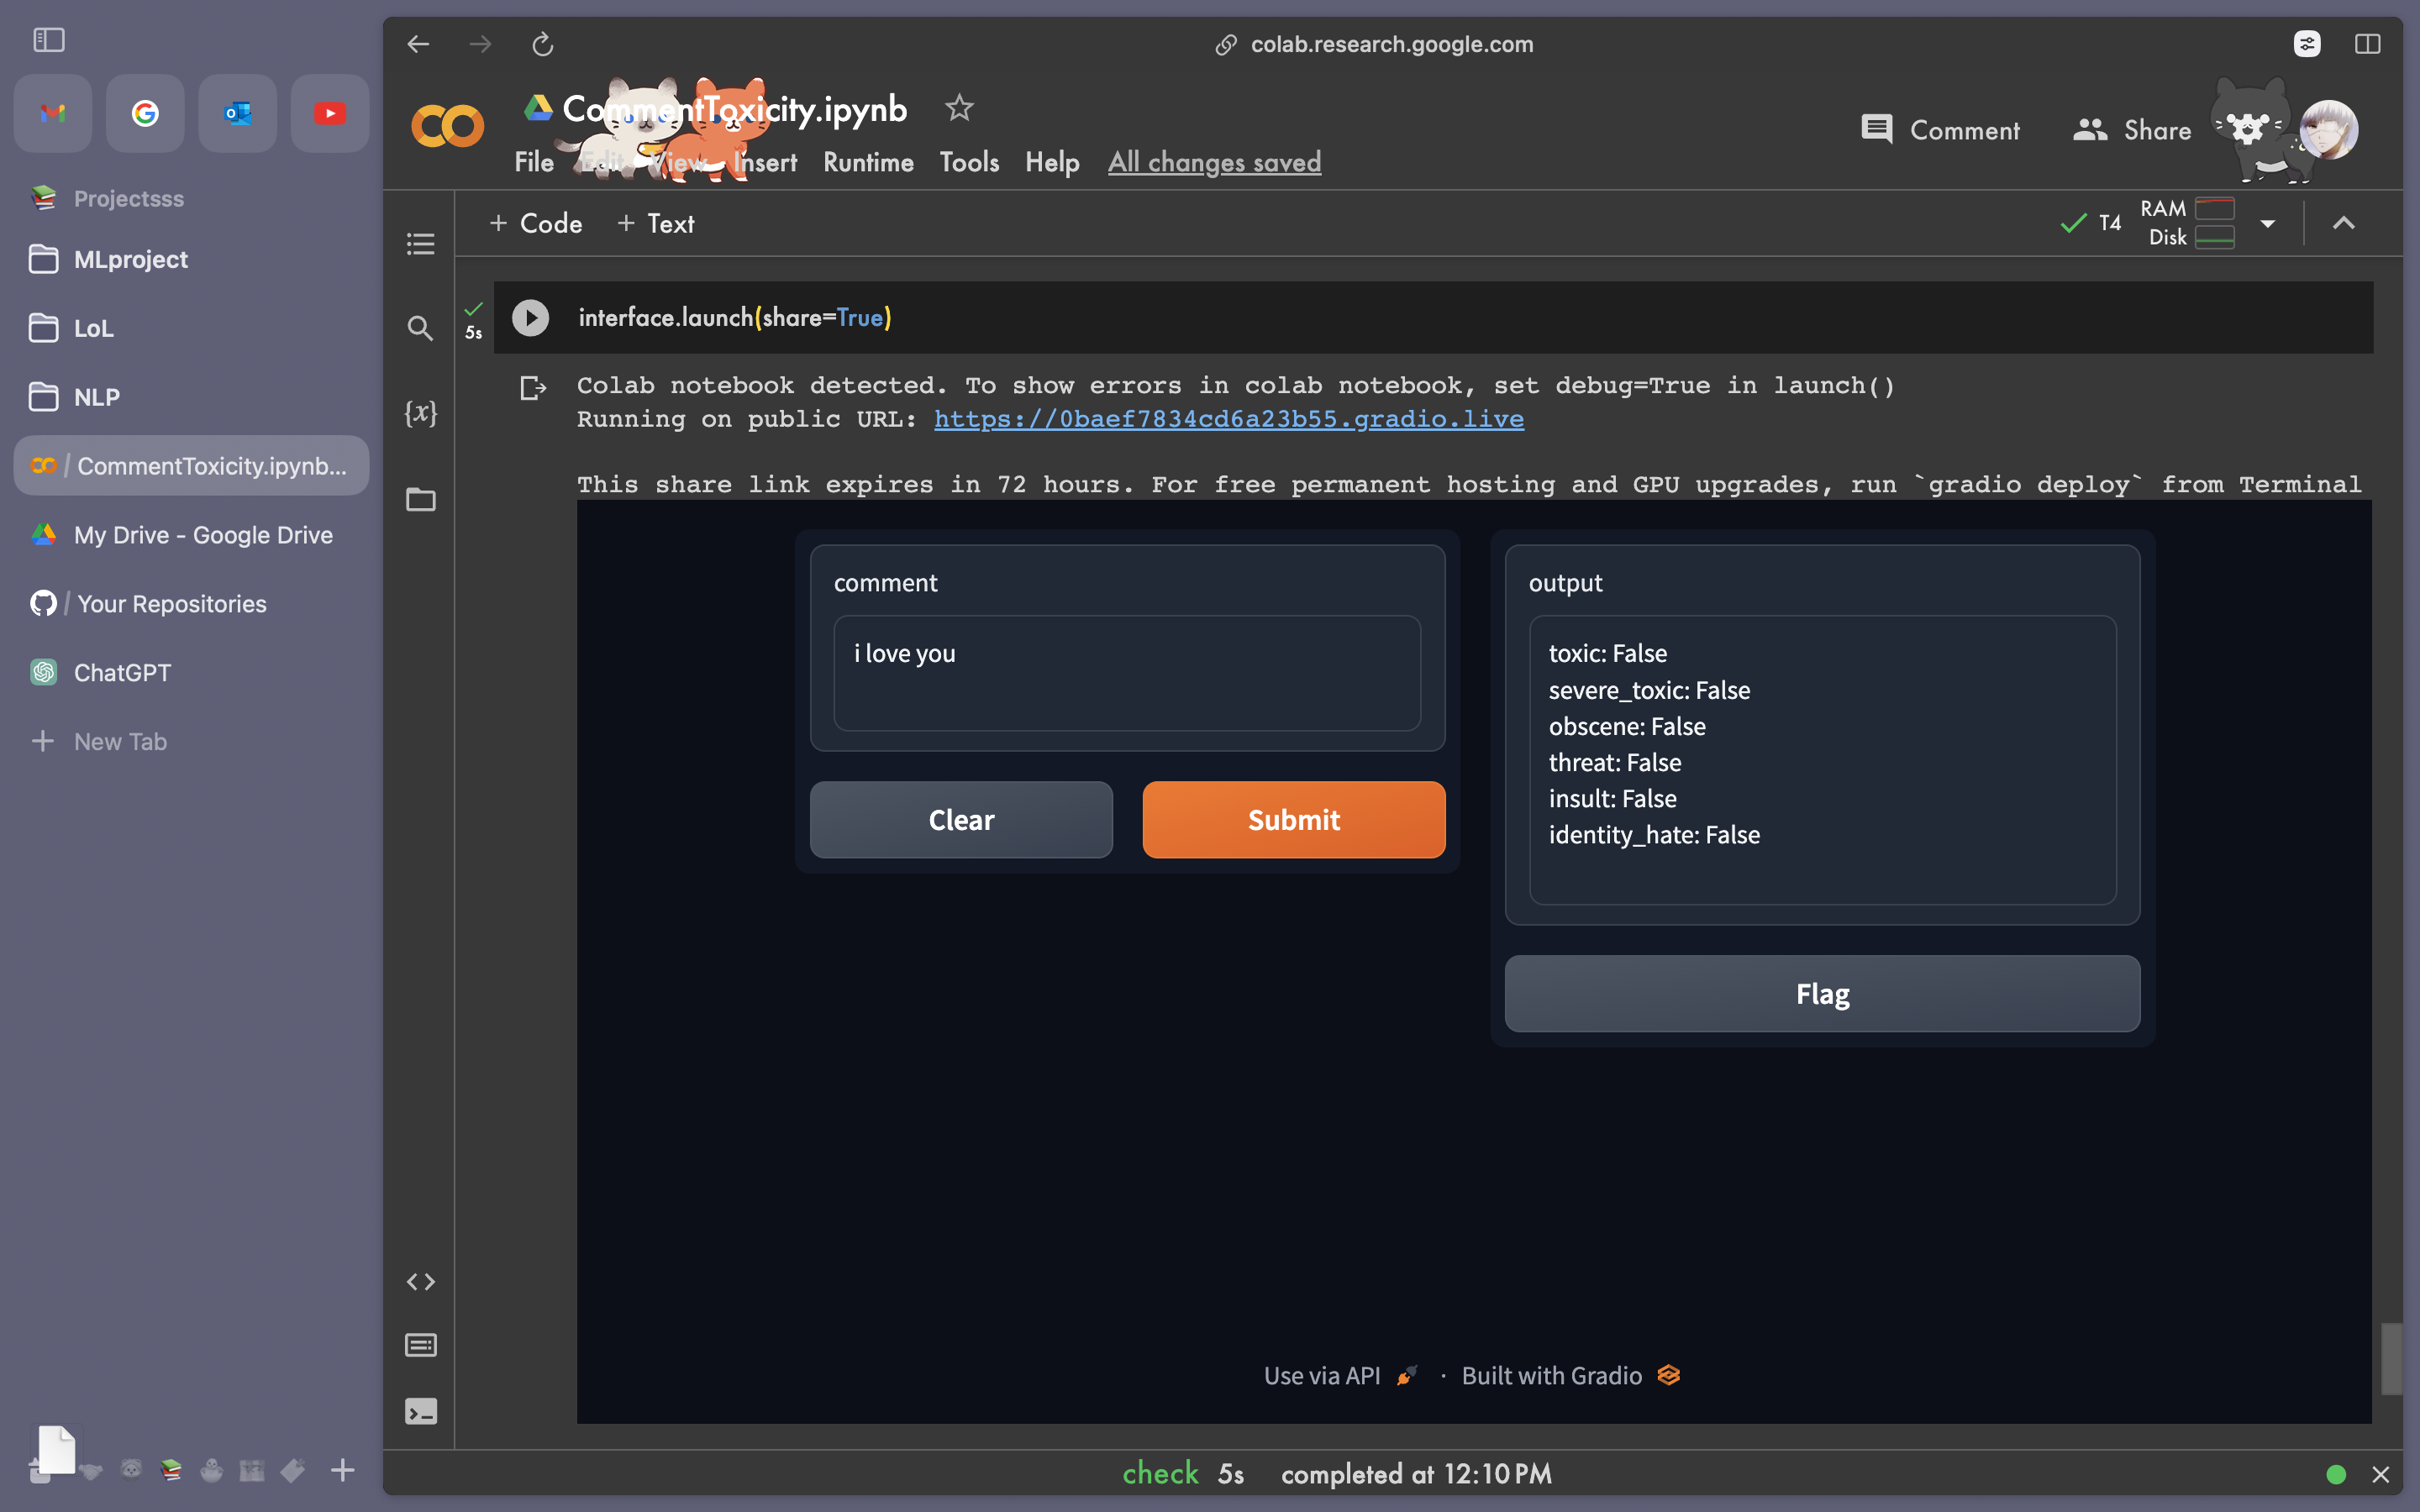 colab.research.google.com
CommentToxicity.ipynb
Comment
Share
File Edit View Insert Runtime Tools Help All changes saved
Projectsss
MLproject
LoL
NLP
/ CommentToxicity.ipynb...
My Drive - Google Drive
/ Your Repositories
ChatGPT
+ New Tab
+ Code + Text
T4
RAM
Disk
5s
interface.launch(share=True)
{x}
Colab notebook detected. To show errors in colab notebook, set debug=True in launch()
Running on public URL: https://0baef7834cd6a23b55.gradio.live
This share link expires in 72 hours. For free permanent hosting and GPU upgrades, run `gradio deploy` from Terminal
comment
i love you
Clear
Submit
output
toxic: False
severe_toxic: False
obscene: False
threat: False
insult: False
identity_hate: False
Flag
Use via API · Built with Gradio
check 5s completed at 12:10 PM